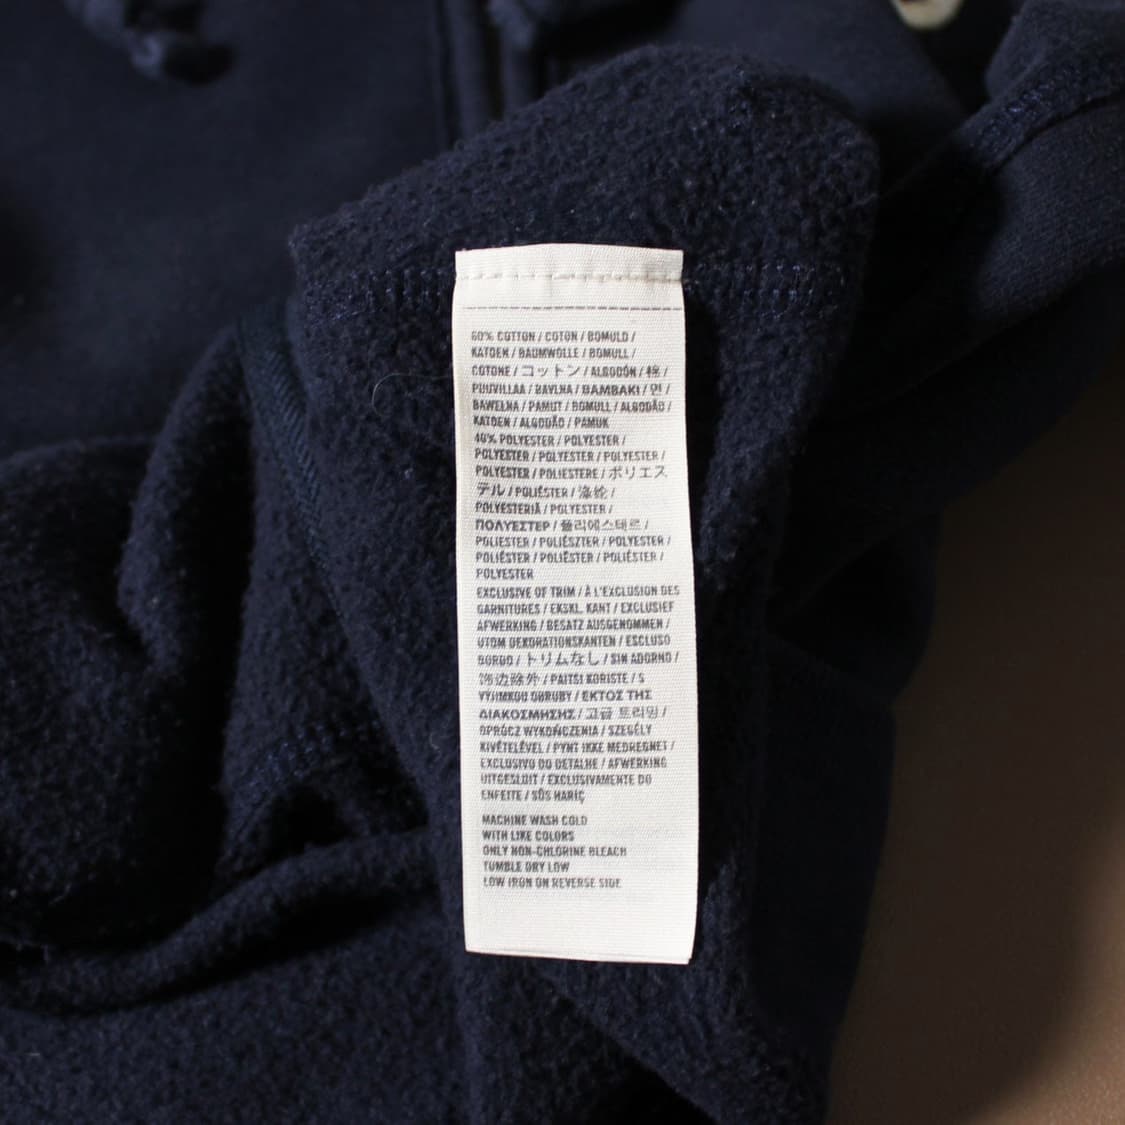 60% COTTON / COTON / BOMULD /
KATOEN / BAUMWOLLE / BOMULL /
COTONE / コットン / ALGODÓN / 棉 /
PUUVILLAA / BAVLNA / ΒΑΜΒΑΚΙ / 면 /
BAWEŁNA / PAMUT / BOMULL / ALGODÃO /
KATOEN / ALGODÃO / PAMUK
40% POLYESTER / POLYESTER /
POLYESTER / POLYESTER / POLYESTER /
POLYESTER / POLIESTERE / ポリエス
テル / POLIÉSTER / 涤纶 /
POLYESTERIÄ / POLYESTER /
ΠΟΛΥΕΣΤΕΡ / 폴리에스테르 /
POLIESTER / POLIÉSZTER / POLYESTER /
POLIÉSTER / POLIËSTER / POLIÉSTER /
POLYESTER
EXCLUSIVE OF TRIM / À L'EXCLUSION DES
GARNITURES / EKSKL. KANT / EXCLUSIEF
AFWERKING / BESATZ AUSGENOMMEN /
UTOM DEKORATIONSKANTEN / ESCLUSO
BORDO / トリムなし / SIN ADORNO /
饰边除外 / PAITSI KORISTE / S
VÝJIMKOU OBRUBY / ΕΚΤΟΣ ΤΗΣ
ΔΙΑΚΟΣΜΗΣΗΣ / 고급 트리밍 /
OPRÓCZ WYKOŃCZENIA / SZEGÉLY
KIVÉTELÉVEL / PYNT IKKE MEDREGNET /
EXCLUSIVO DO DETALHE / AFWERKING
UITGESLUIT / EXCLUSIVAMENTE DO
ENFEITE / SÜS HARİÇ
MACHINE WASH COLD
WITH LIKE COLORS
ONLY NON-CHLORINE BLEACH
TUMBLE DRY LOW
LOW IRON ON REVERSE SIDE